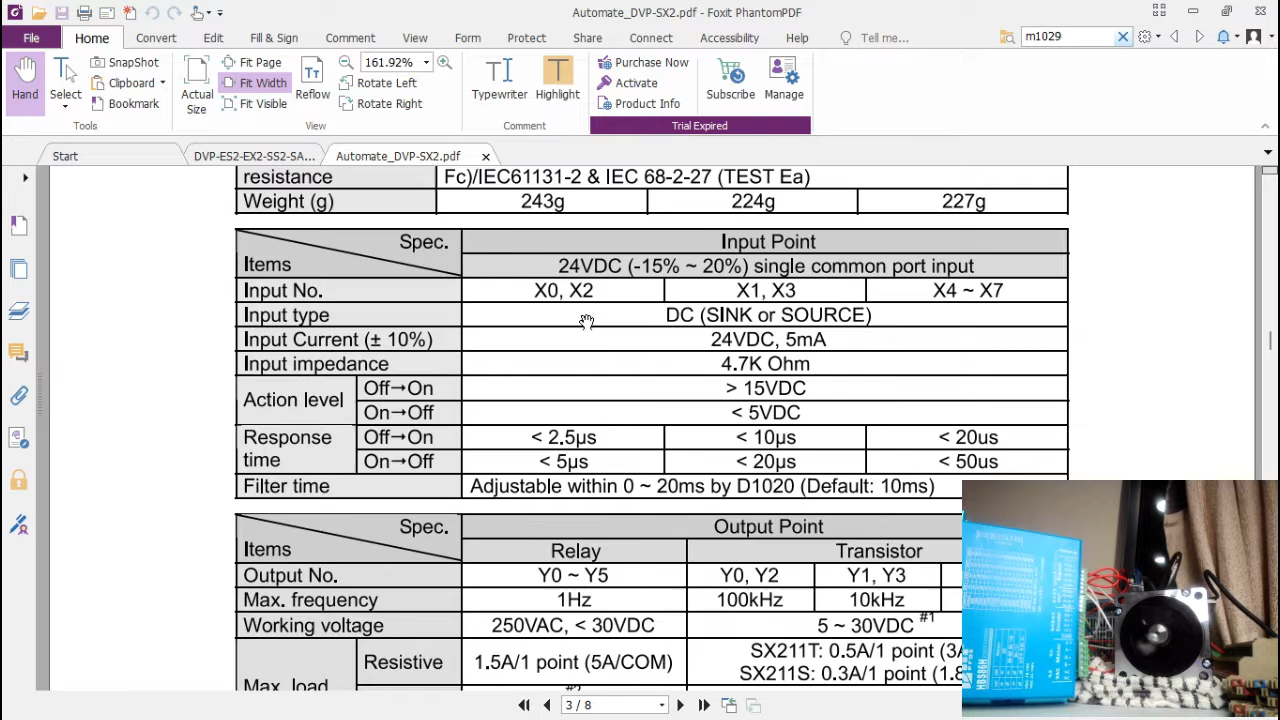 Automate_DVP-SX2.pdf - Foxit PhantomPDF
File Home Convert Edit Fill & Sign Comment View Form Protect Share Connect Accessibility Help Tell me... m1029
Hand
Select
SnapShot
Clipboard
Bookmark
Tools
Actual Size
Fit Page
Fit Width
Fit Visible
Reflow
161.92%
Rotate Left
Rotate Right
View
Typewriter
Highlight
Comment
Purchase Now
Activate
Product Info
Subscribe
Manage
Trial Expired
Start DVP-ES2-EX2-SS2-SA... Automate_DVP-SX2.pdf
resistance Fc)/IEC61131-2 & IEC 68-2-27 (TEST Ea)
Weight (g) 243g 224g 227g
Spec. Input Point
Items 24VDC (-15% ~ 20%) single common port input
Input No. X0, X2 X1, X3 X4 ~ X7
Input type DC (SINK or SOURCE)
Input Current (± 10%) 24VDC, 5mA
Input impedance 4.7K Ohm
Action level Off→On > 15VDC
On→Off < 5VDC
Response time Off→On < 2.5μs < 10μs < 20us
On→Off < 5μs < 20μs < 50us
Filter time Adjustable within 0 ~ 20ms by D1020 (Default: 10ms)
Spec. Output Point
Items Relay Transistor
Output No. Y0 ~ Y5 Y0, Y2 Y1, Y3
Max. frequency 1Hz 100kHz 10kHz
Working voltage 250VAC, < 30VDC 5 ~ 30VDC #1
Max. load Resistive 1.5A/1 point (5A/COM) SX211T: 0.5A/1 point (3A
SX211S: 0.3A/1 point (1.8
#2
3 / 8
HBS86H